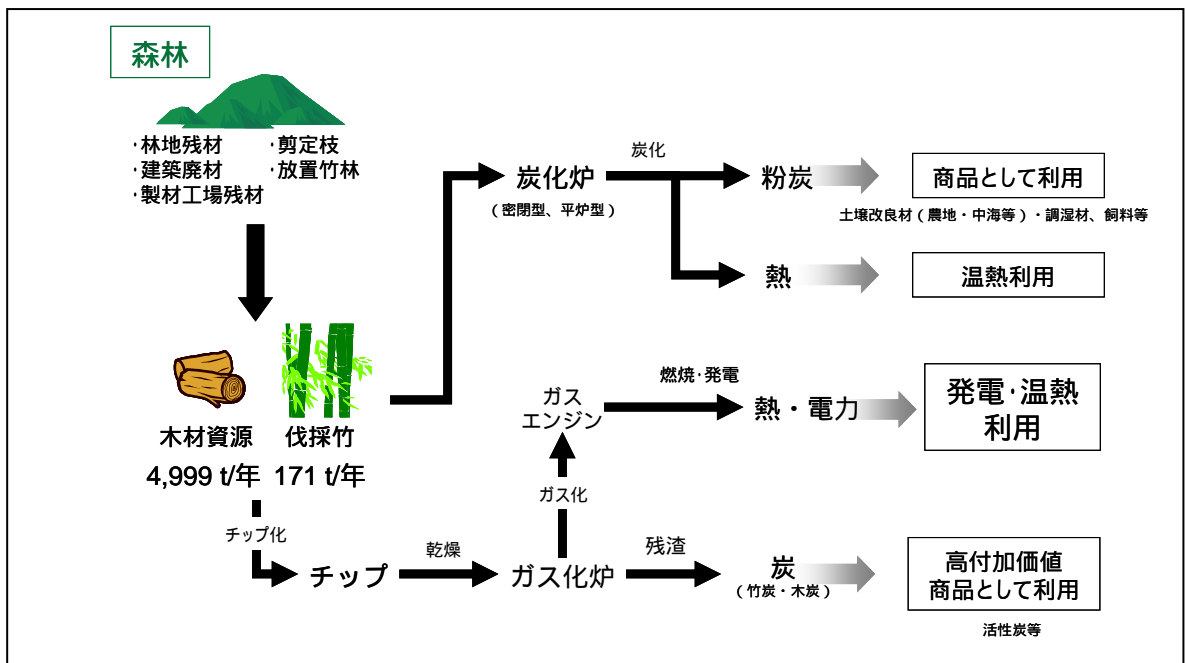 森林
・林地残材
・建築廃材
・製材工場残材
・剪定枝
・放置竹林
木材資源
4,999 t/年
伐採竹
171 t/年
炭化炉
（密閉型、平炉型）
炭化
粉炭
商品として利用
土壌改良材（農地・中海等）・調湿材、飼料等
熱
温熱利用
チップ化
チップ
乾燥
ガス化炉
ガス化
ガス
エンジン
燃焼・発電
熱・電力
発電・温熱
利用
残渣
炭
（竹炭・木炭）
高付加価値
商品として利用
活性炭等